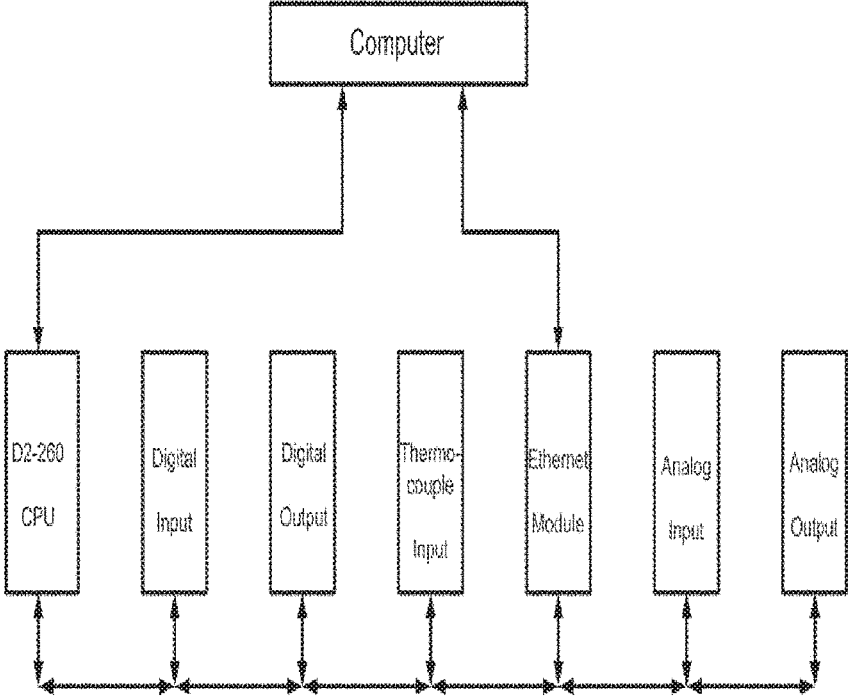 Computer
D2-260
CPU
Digital
Input
Digital
Output
Thermo-
couple
Input
Ethernet
Module
Analog
Input
Analog
Output